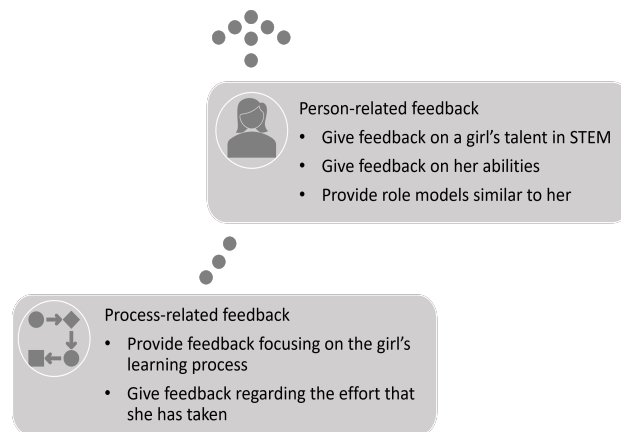 Person-related feedback
• Give feedback on a girl's talent in STEM
• Give feedback on her abilities
• Provide role models similar to her
Process-related feedback
• Provide feedback focusing on the girl's
learning process
• Give feedback regarding the effort that
she has taken